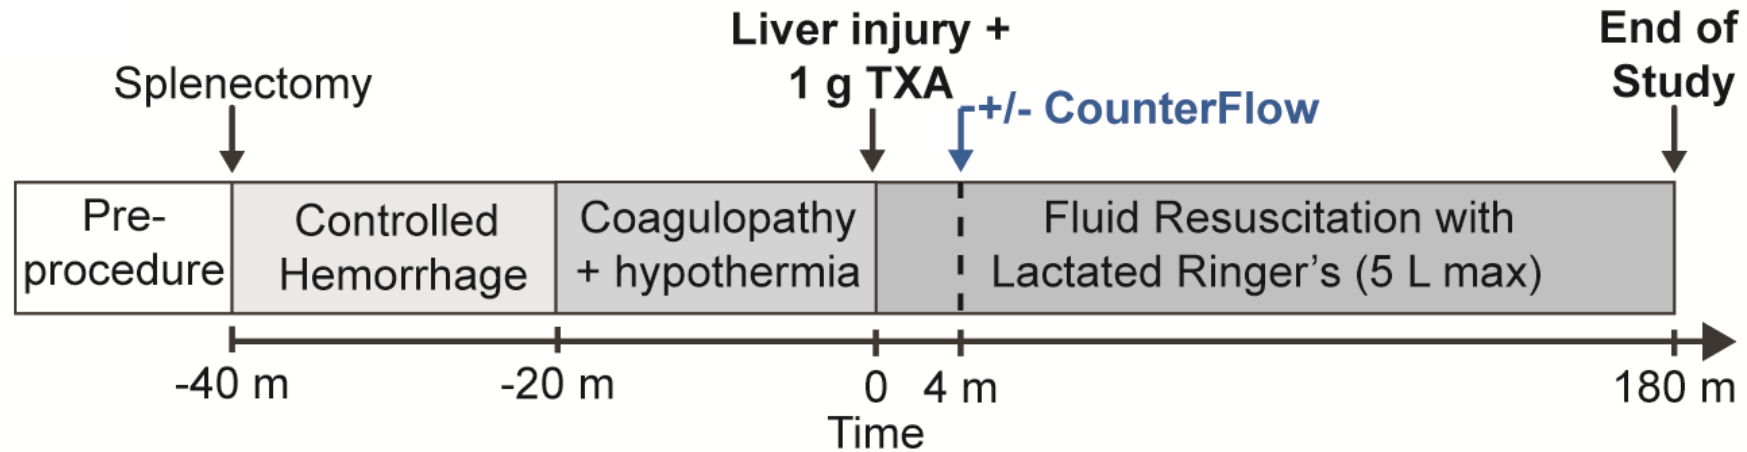 Splenectomy
Liver injury +
1 g TXA
+/- CounterFlow
End of
Study
Pre-
procedure
Controlled
Hemorrhage
Coagulopathy
+ hypothermia
Fluid Resuscitation with
Lactated Ringer’s (5 L max)
-40 m
-20 m
0
4 m
180 m
Time